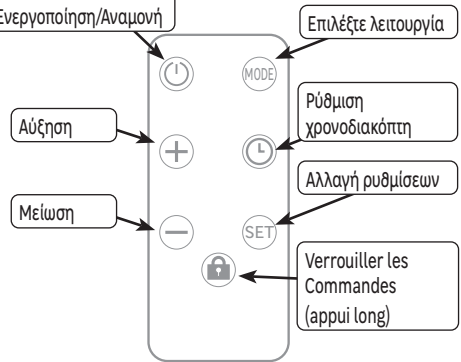 Ενεργοποίηση/Αναμονή
Επιλέξτε λειτουργία
MODE
Ρύθμιση
χρονοδιακόπτη
Αύξηση
Αλλαγή ρυθμίσεων
Μείωση
SET
Verrouiller les
Commandes
(appui long)